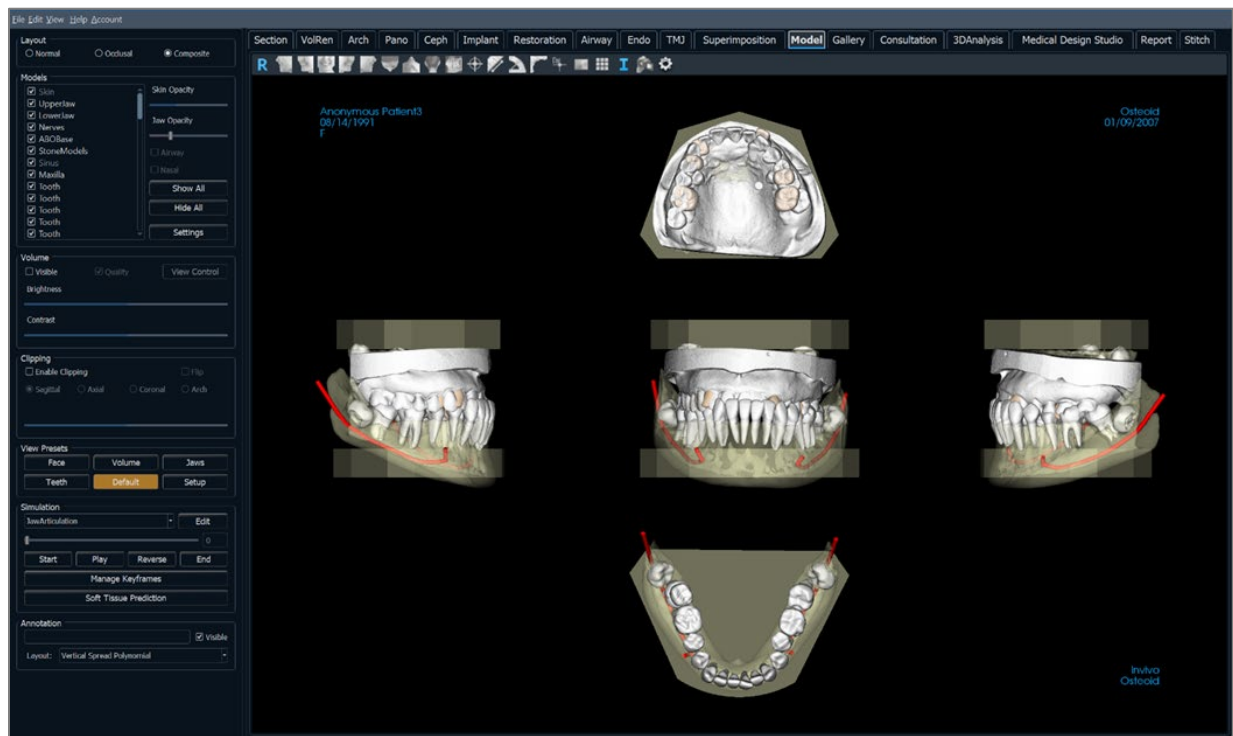 File Edit View Help Account
Layout
Normal Occlusal Composite
Models
Skin
UpperJaw
LowerJaw
Nerves
ABOBase
StoneModels
Sinus
Maxilla
Tooth
Tooth
Tooth
Tooth
Tooth
Skin Opacity
Jaw Opacity
Airway
Nasal
Show All
Hide All
Settings
Volume
Visible Quality View Control
Brightness
Contrast
Clipping
Enable Clipping Flip
Sagittal Axial Coronal Arch
View Presets
Face Volume Jaws
Teeth Default Setup
Simulation
JawArticulation Edit
0
Start Play Reverse End
Manage Keyframes
Soft Tissue Prediction
Annotation
Visible
Layout: Vertical Spread Polynomial
Section VolRen Arch Pano Ceph Implant Restoration Airway Endo TMJ Superimposition Model Gallery Consultation 3DAnalysis Medical Design Studio Report Stitch
R I
Anonymous Patient3
08/14/1991
F
Osteoid
01/09/2007
Invivo
Osteoid